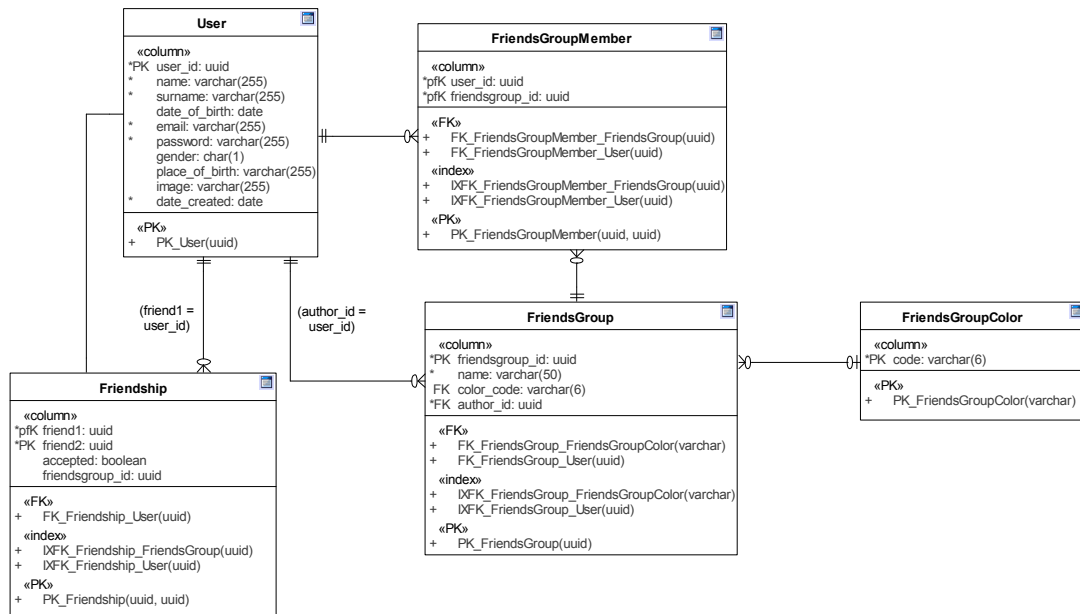 User
«column»
*PK user_id: uuid
* name: varchar(255)
* surname: varchar(255)
date_of_birth: date
* email: varchar(255)
* password: varchar(255)
gender: char(1)
place_of_birth: varchar(255)
image: varchar(255)
* date_created: date
«PK»
+ PK_User(uuid)
FriendsGroupMember
«column»
*pfK user_id: uuid
*pfK friendsgroup_id: uuid
«FK»
+ FK_FriendsGroupMember_FriendsGroup(uuid)
+ FK_FriendsGroupMember_User(uuid)
«index»
+ IXFK_FriendsGroupMember_FriendsGroup(uuid)
+ IXFK_FriendsGroupMember_User(uuid)
«PK»
+ PK_FriendsGroupMember(uuid, uuid)
(friend1 =
user_id)
(author_id =
user_id)
Friendship
«column»
*pfK friend1: uuid
*PK friend2: uuid
accepted: boolean
friendsgroup_id: uuid
«FK»
+ FK_Friendship_User(uuid)
«index»
+ IXFK_Friendship_FriendsGroup(uuid)
+ IXFK_Friendship_User(uuid)
«PK»
+ PK_Friendship(uuid, uuid)
FriendsGroup
«column»
*PK friendsgroup_id: uuid
* name: varchar(50)
FK color_code: varchar(6)
*FK author_id: uuid
«FK»
+ FK_FriendsGroup_FriendsGroupColor(varchar)
+ FK_FriendsGroup_User(uuid)
«index»
+ IXFK_FriendsGroup_FriendsGroupColor(varchar)
+ IXFK_FriendsGroup_User(uuid)
«PK»
+ PK_FriendsGroup(uuid)
FriendsGroupColor
«column»
*PK code: varchar(6)
«PK»
+ PK_FriendsGroupColor(varchar)